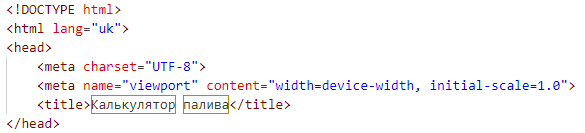 <!DOCTYPE html>
<html lang="uk">
<head>
    <meta charset="UTF-8">
    <meta name="viewport" content="width=device-width, initial-scale=1.0">
    <title>Калькулятор палива</title>
</head>